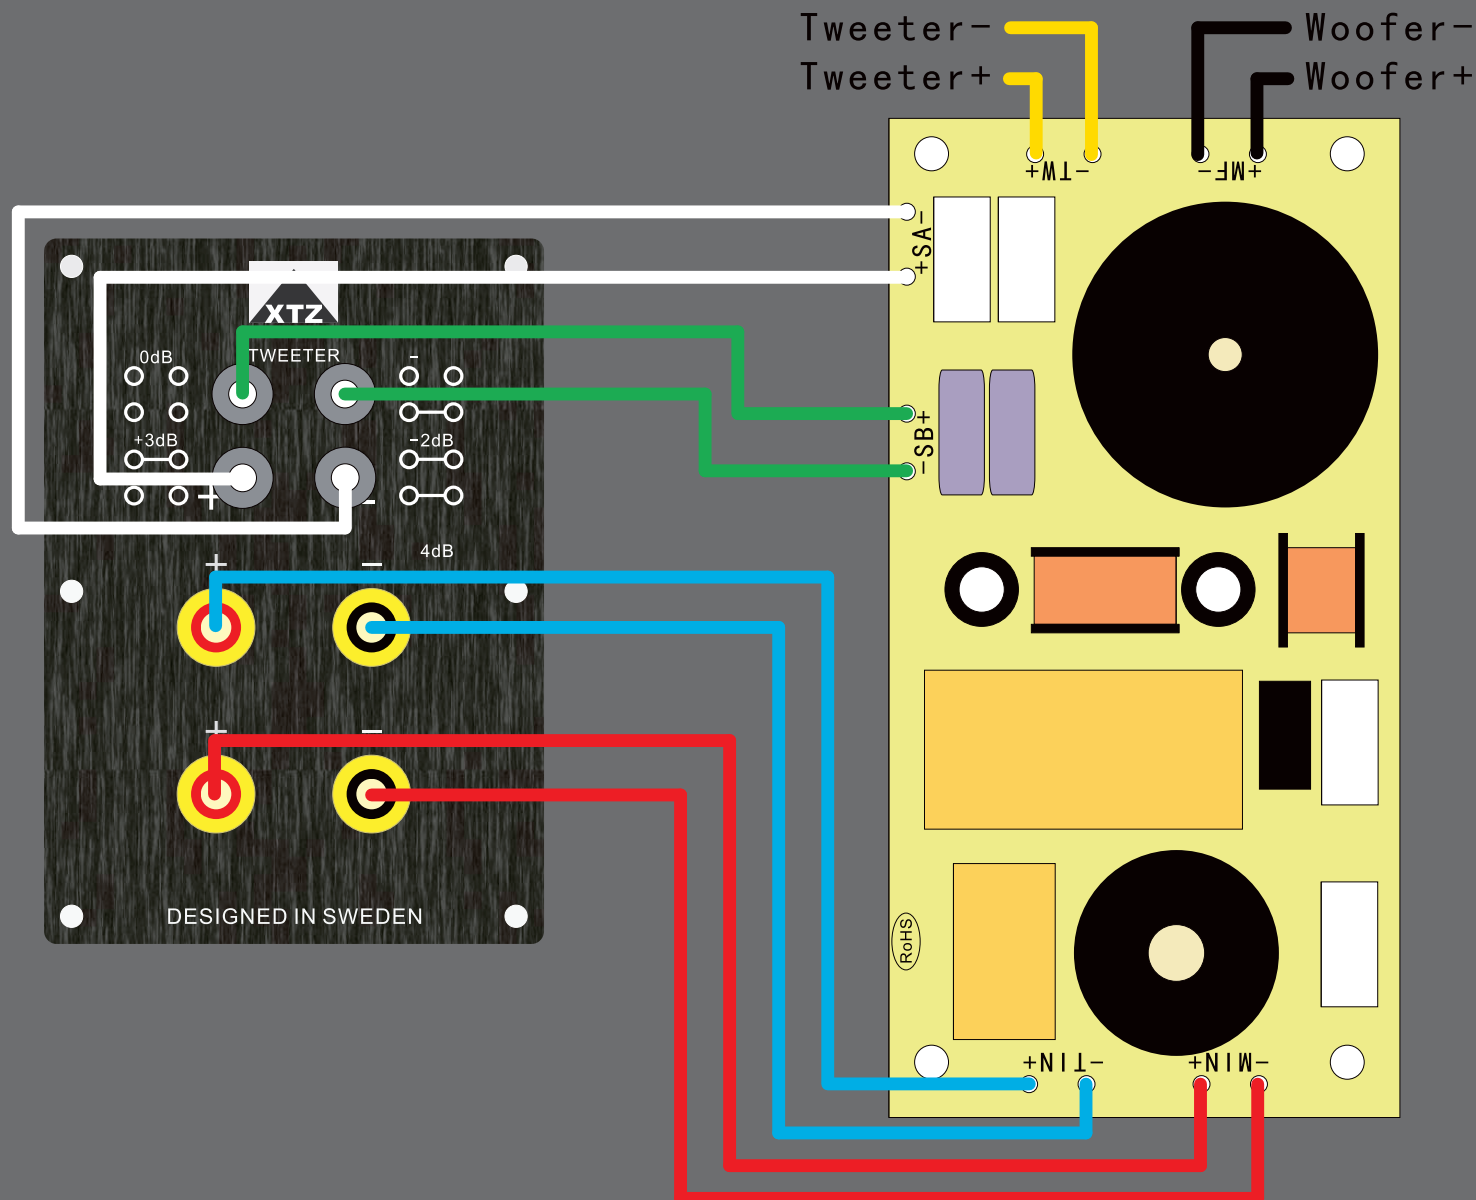 Tweeter-
Woofer-
Tweeter+
Woofer+
+TW-
-MF+
+SA-
XTZ
TWEETER
0dB
-
+3dB
-2dB
-SB+
+
-
4dB
+
-
+
-
DESIGNED IN SWEDEN
RoHS
+TIN-
+MIN-